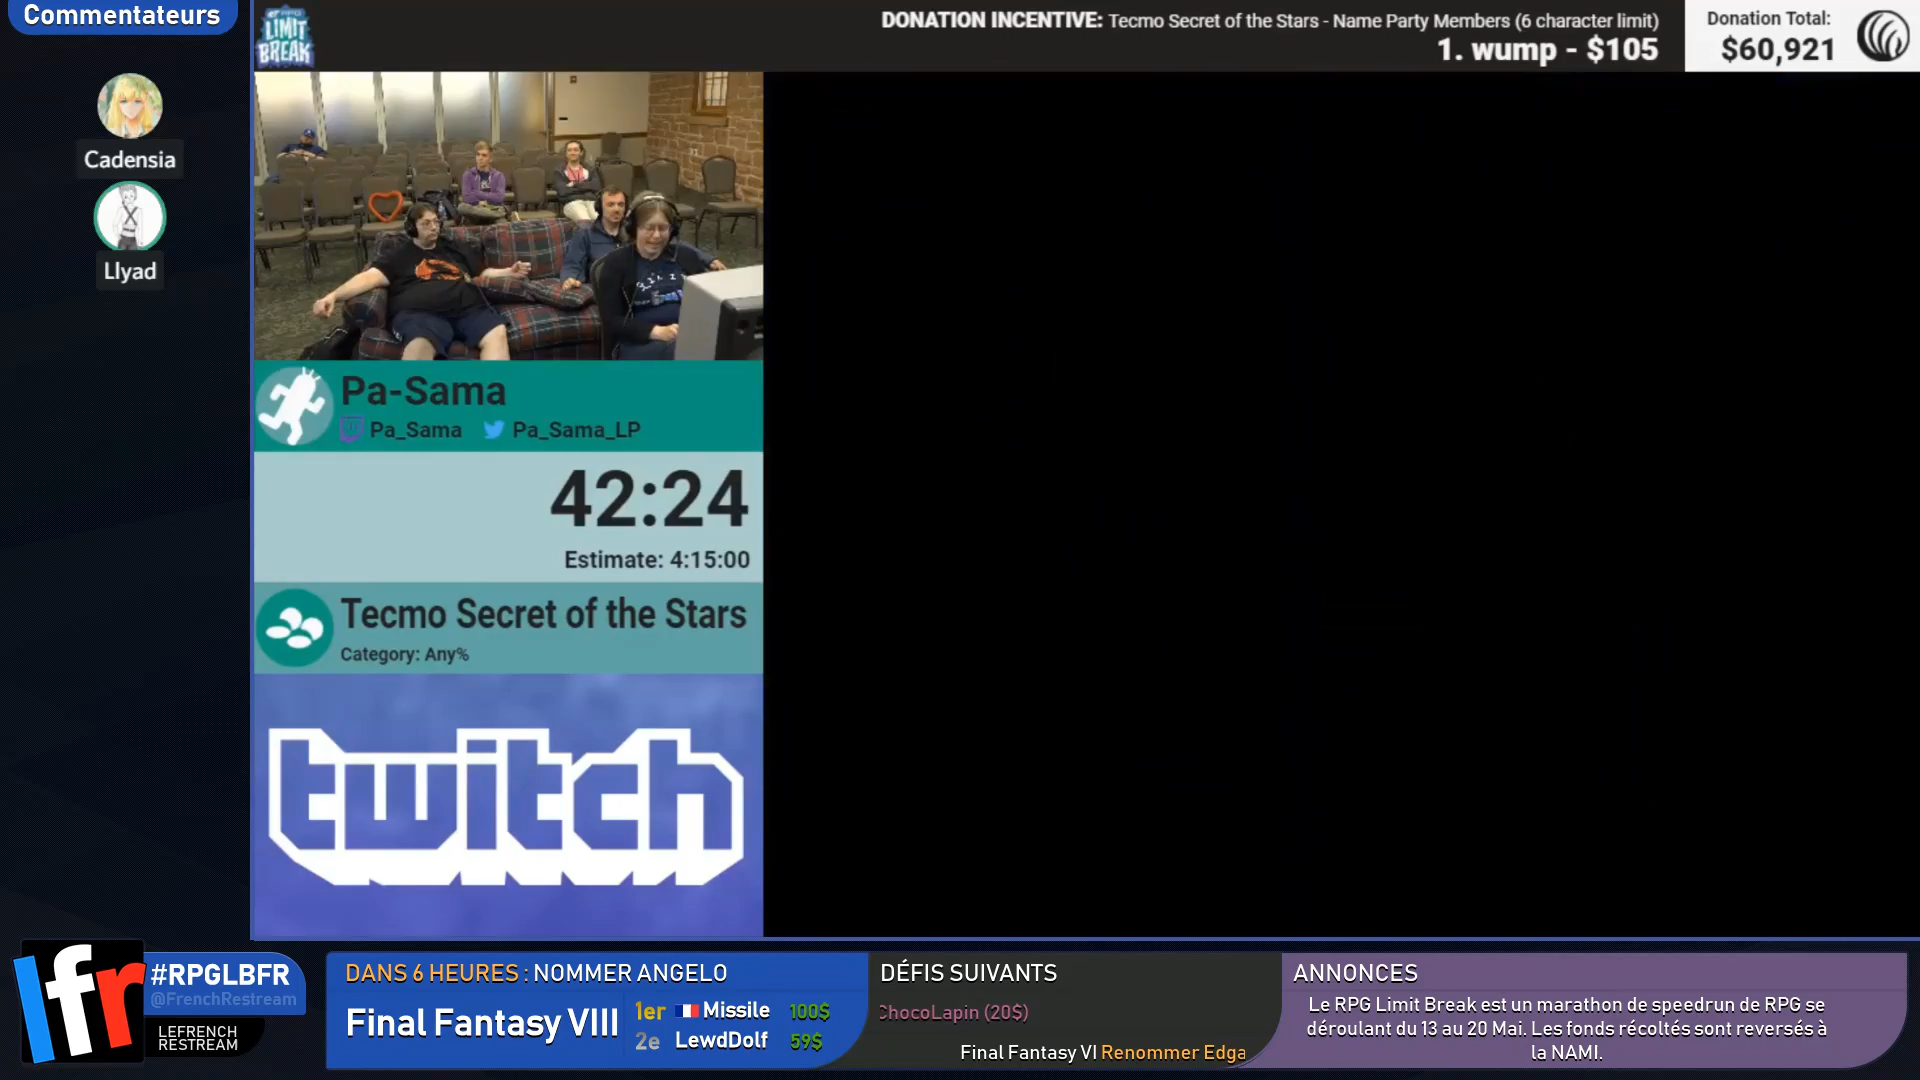 Commentateurs
Cadensia
Llyad
RPG
LIMIT
BREAK
DONATION INCENTIVE: Tecmo Secret of the Stars - Name Party Members (6 character limit)
1. wump - $105
Donation Total:
$60,921
Pa-Sama
Pa_Sama Pa_Sama_LP
42:24
Estimate: 4:15:00
Tecmo Secret of the Stars
Category: Any%
twitch
lfr
#RPGLBFR
@FrenchRestream
LEFRENCH
RESTREAM
DANS 6 HEURES : NOMMER ANGELO
Final Fantasy VIII
1er Missile 100$
2e LewdDolf 59$
DÉFIS SUIVANTS
ChocoLapin (20$)
Final Fantasy VI Renommer Edga
ANNONCES
Le RPG Limit Break est un marathon de speedrun de RPG se
déroulant du 13 au 20 Mai. Les fonds récoltés sont reversés à
la NAMI.